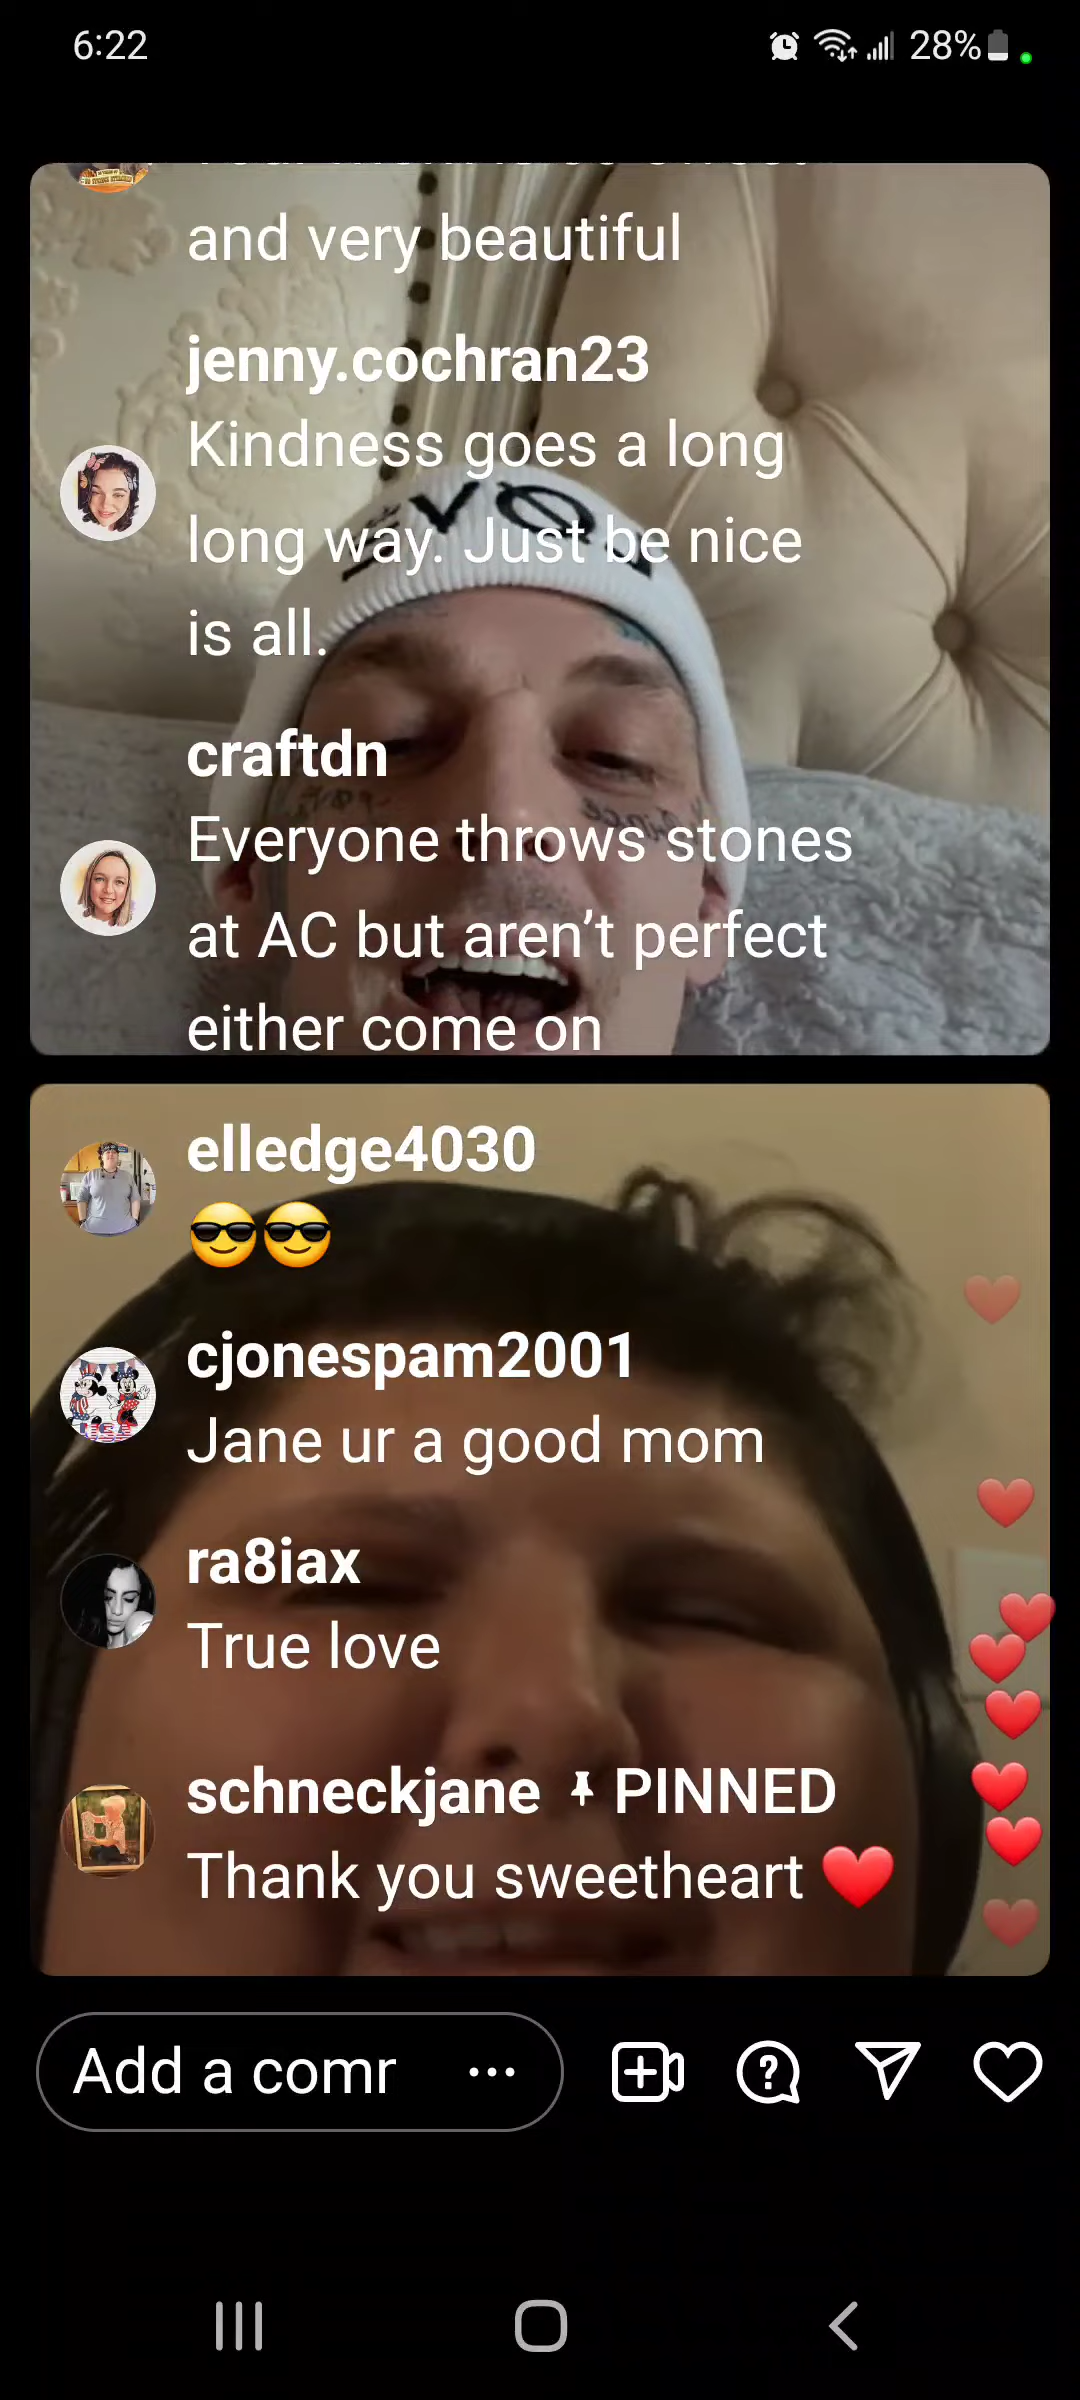 6:22
28%
and very beautiful
jenny.cochran23
Kindness goes a long
long way. Just be nice
is all.
craftdn
Everyone throws stones
at AC but aren’t perfect
either come on
elledge4030
😎😎
cjonespam2001
Jane ur a good mom
ra8iax
True love
schneckjane PINNED
Thank you sweetheart ❤️
Add a comr